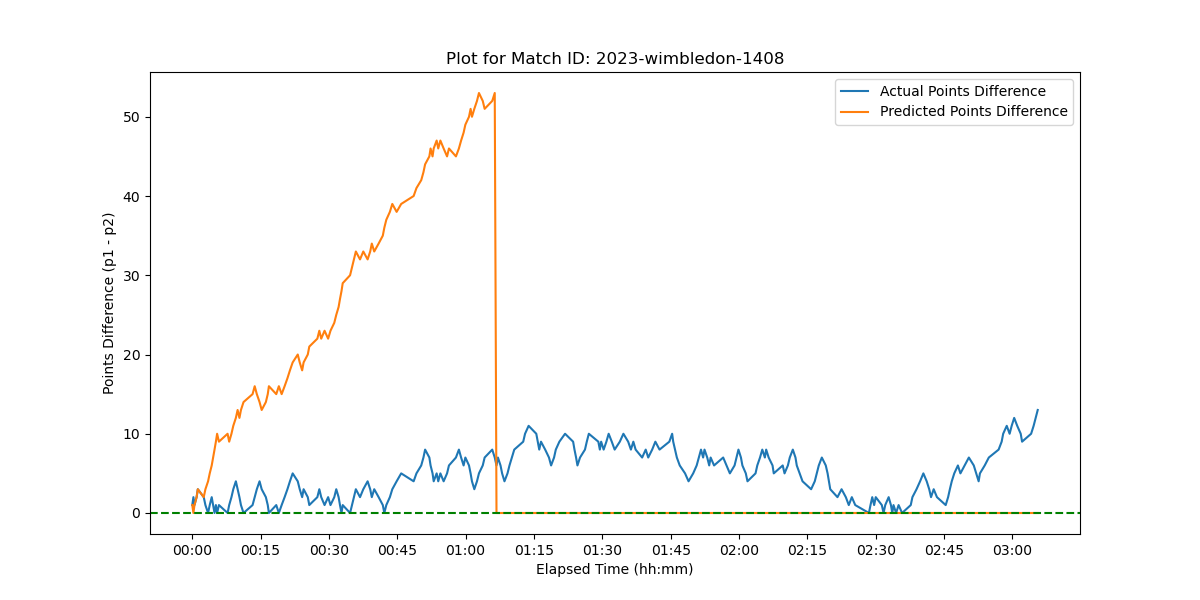 Plot for Match ID: 2023-wimbledon-1408
Actual Points Difference
Predicted Points Difference
Points Difference (p1 - p2)
50
40
30
20
10
0
00:00 00:15 00:30 00:45 01:00 01:15 01:30 01:45 02:00 02:15 02:30 02:45 03:00
Elapsed Time (hh:mm)